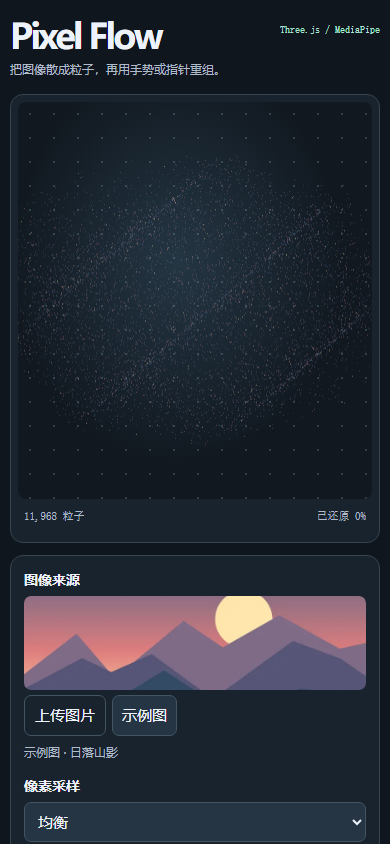 Pixel Flow
Three.js / MediaPipe
把图像散成粒子，再用手势或指针重组。
11,968 粒子
已还原 0%
图像来源
上传图片
示例图
示例图 · 日落山影
像素采样
均衡